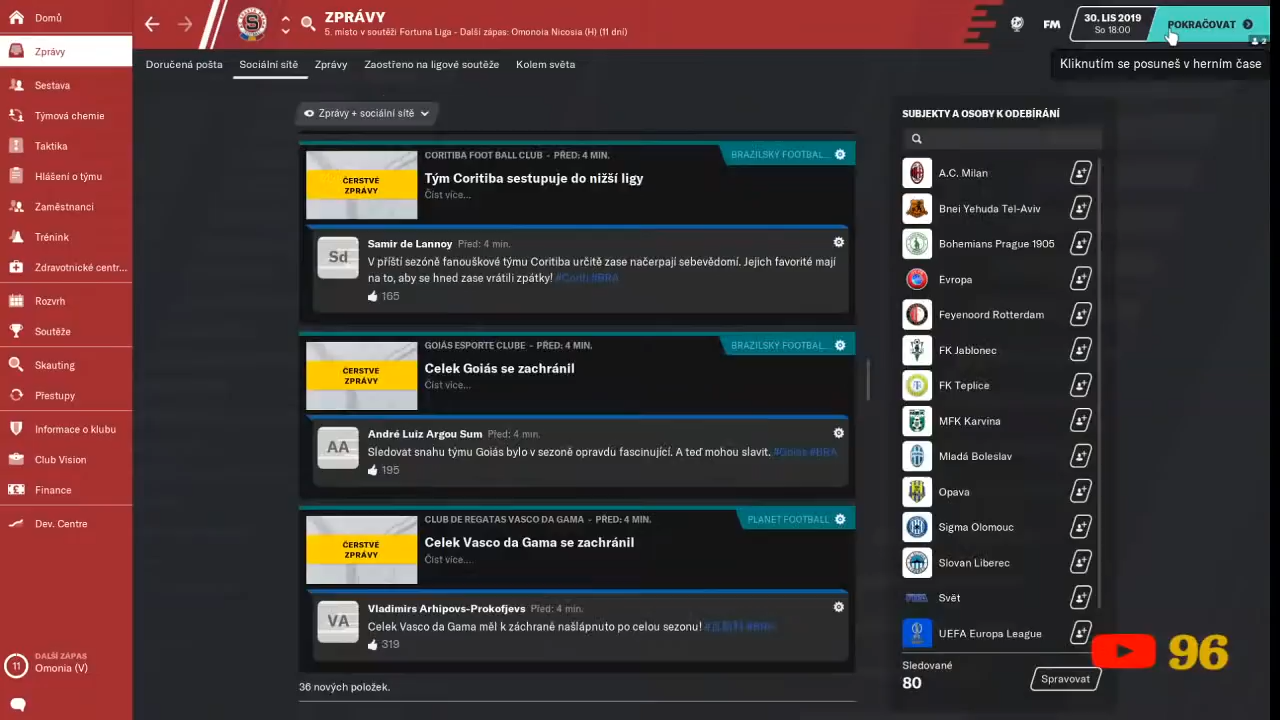 Domů
Zprávy
Sestava
Týmová chemie
Taktika
Hlášení o týmu
Zaměstnanci
Trénink
Zdravotnické centr...
Rozvrh
Soutěže
Skauting
Přestupy
Informace o klubu
Club Vision
Finance
Dev. Centre
11
DALŠÍ ZÁPAS
Omonia (V)
ZPRÁVY
5. místo v soutěži Fortuna Liga - Další zápas: Omonoia Nicosia (H) (11 dní)
FM
30. LIS 2019
So 18:00
POKRAČOVAT
2
Kliknutím se posuneš v herním čase
Doručená pošta
Sociální sítě
Zprávy
Zaostřeno na ligové soutěže
Kolem světa
Zprávy + sociální sítě
CORITIBA FOOT BALL CLUB - PŘED: 4 MIN.
BRAZILSKÝ FOOTBAL...
ČERSTVÉ
ZPRÁVY
Tým Coritiba sestupuje do nižší ligy
Číst více...
Sd
Samir de Lannoy Před: 4 min.
V příští sezóně fanouškové týmu Coritiba určitě zase načerpají sebevědomí. Jejich favorité mají
na to, aby se hned zase vrátili zpátky! #Coriti #BRA
165
GOIÁS ESPORTE CLUBE - PŘED: 4 MIN.
BRAZILSKÝ FOOTBAL...
ČERSTVÉ
ZPRÁVY
Celek Goiás se zachránil
Číst více...
AA
André Luiz Argou Sum Před: 4 min.
Sledovat snahu týmu Goiás bylo v sezoně opravdu fascinující. A teď mohou slavit. #Goiás #BRA
195
CLUB DE REGATAS VASCO DA GAMA - PŘED: 4 MIN.
PLANET FOOTBALL
ČERSTVÉ
ZPRÁVY
Celek Vasco da Gama se zachránil
Číst více...
VA
Vladimirs Arhipovs-Prokofjevs Před: 4 min.
Celek Vasco da Gama měl k záchraně našlápnuto po celou sezonu!
319
36 nových položek.
SUBJEKTY A OSOBY K ODEBÍRÁNÍ
A.C. Milan
Bnei Yehuda Tel-Aviv
Bohemians Prague 1905
Evropa
Feyenoord Rotterdam
FK Jablonec
FK Teplice
MFK Karvina
Mladá Boleslav
Opava
Sigma Olomouc
Slovan Liberec
Svět
UEFA Europa League
Sledované
80
Spravovat
96